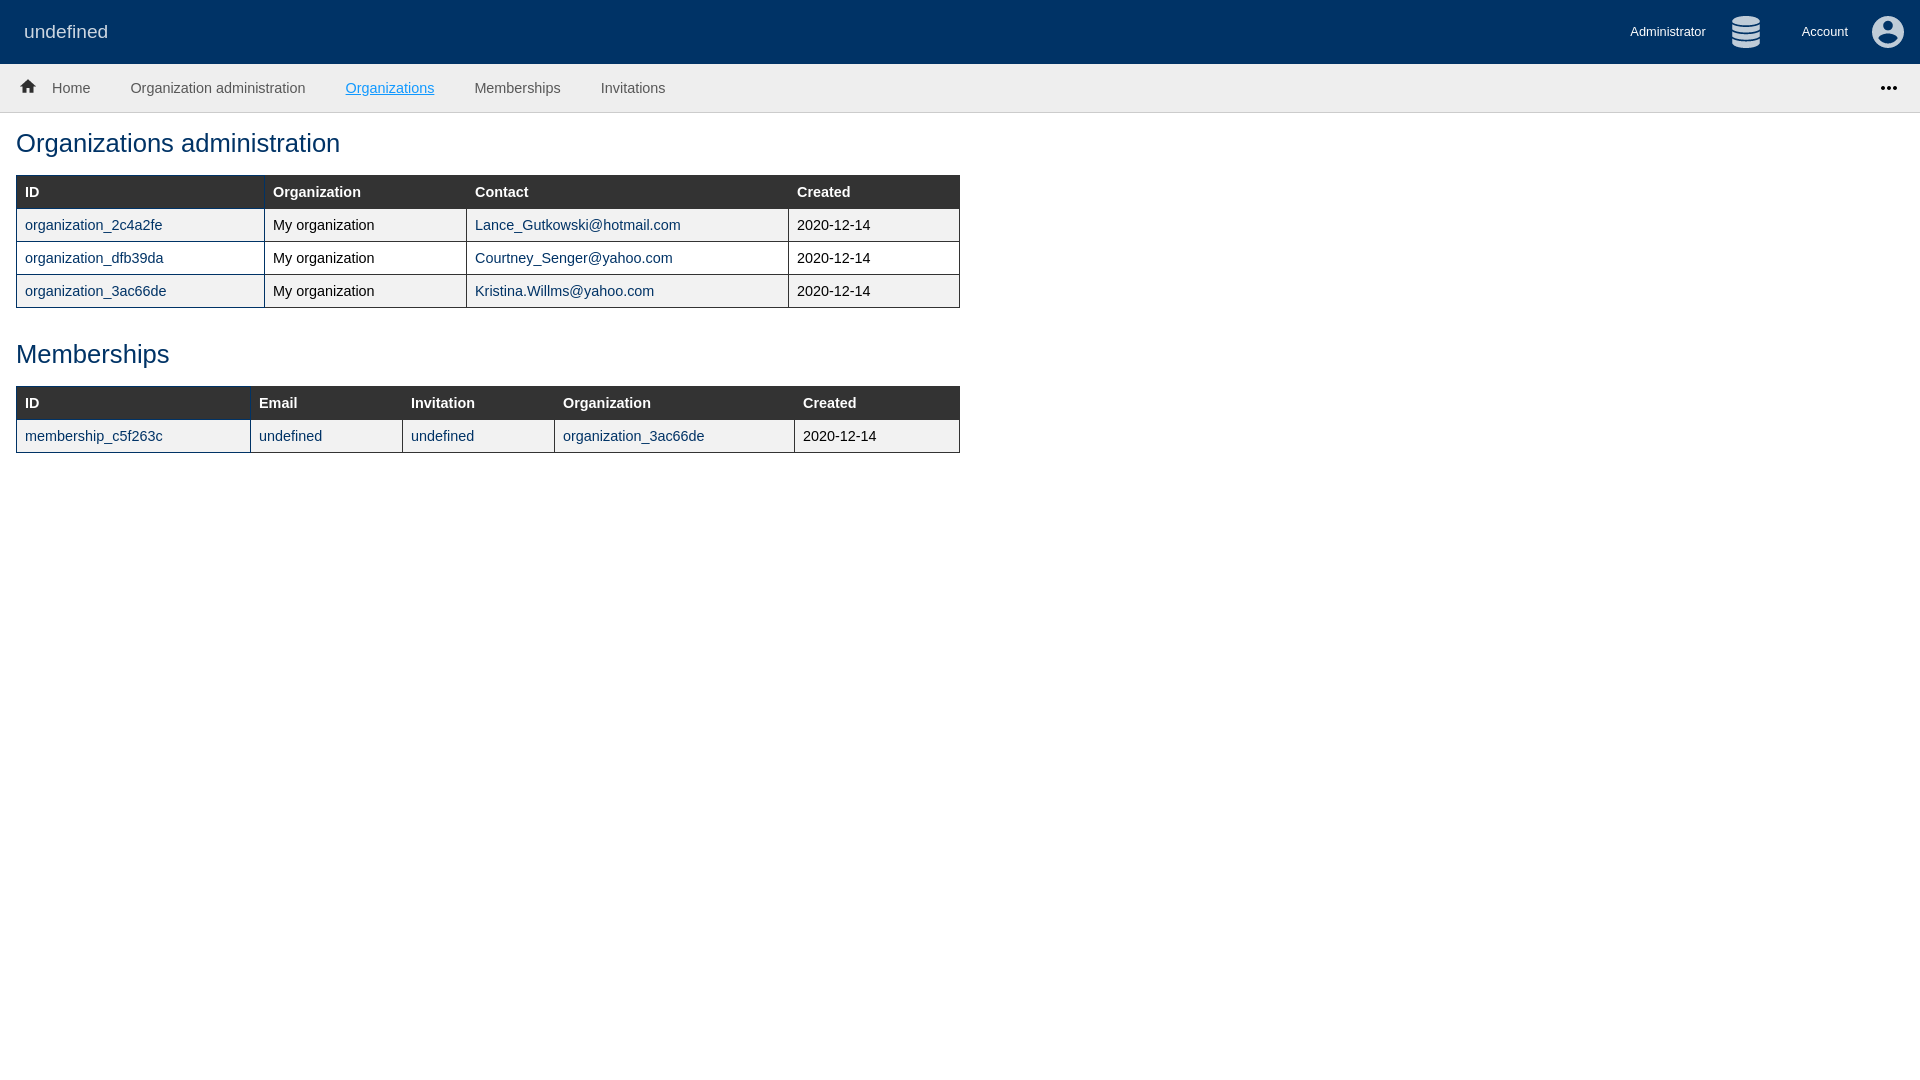 undefined
Administrator
Account
Home Organization administration Organizations Memberships Invitations
Organizations administration
ID Organization Contact Created
organization_2c4a2fe My organization Lance_Gutkowski@hotmail.com 2020-12-14
organization_dfb39da My organization Courtney_Senger@yahoo.com 2020-12-14
organization_3ac66de My organization Kristina.Willms@yahoo.com 2020-12-14
Memberships
ID Email Invitation Organization Created
membership_c5f263c undefined undefined organization_3ac66de 2020-12-14